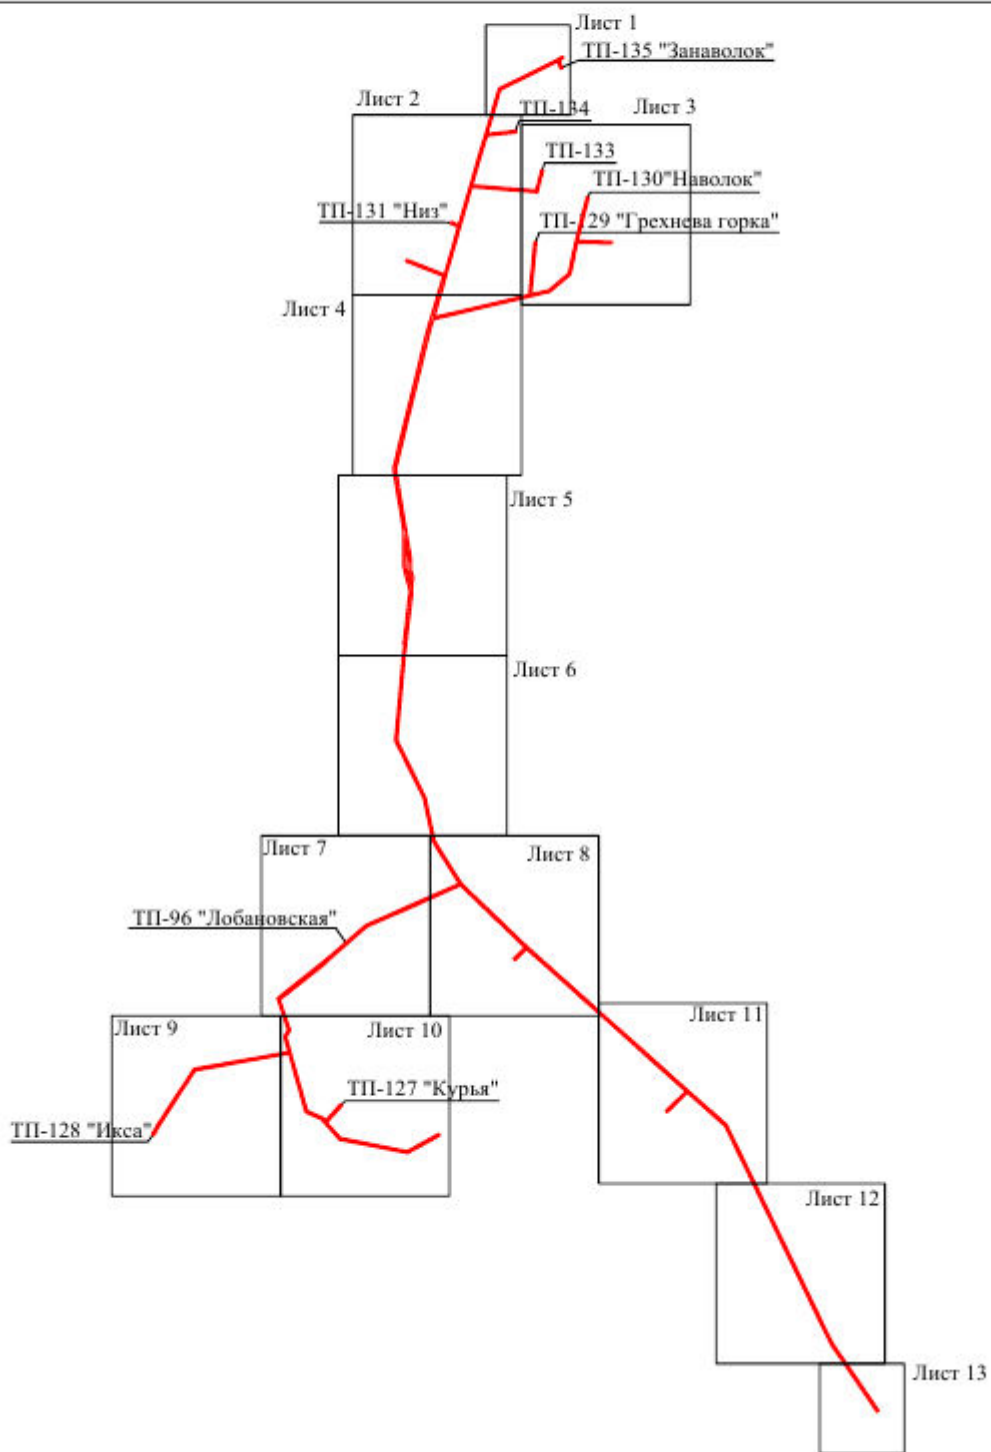 Лист 1
ТП-135 "Занаволок"
Лист 2
ТП-134
Лист 3
ТП-133
ТП-130"Наволок"
ТП-131 "Низ"
ТП-129 "Грехнева горка"
Лист 4
Лист 5
Лист 6
Лист 7
Лист 8
ТП-96 "Лобановская"
Лист 9
Лист 10
Лист 11
ТП-127 "Курья"
ТП-128 "Икса"
Лист 12
Лист 13